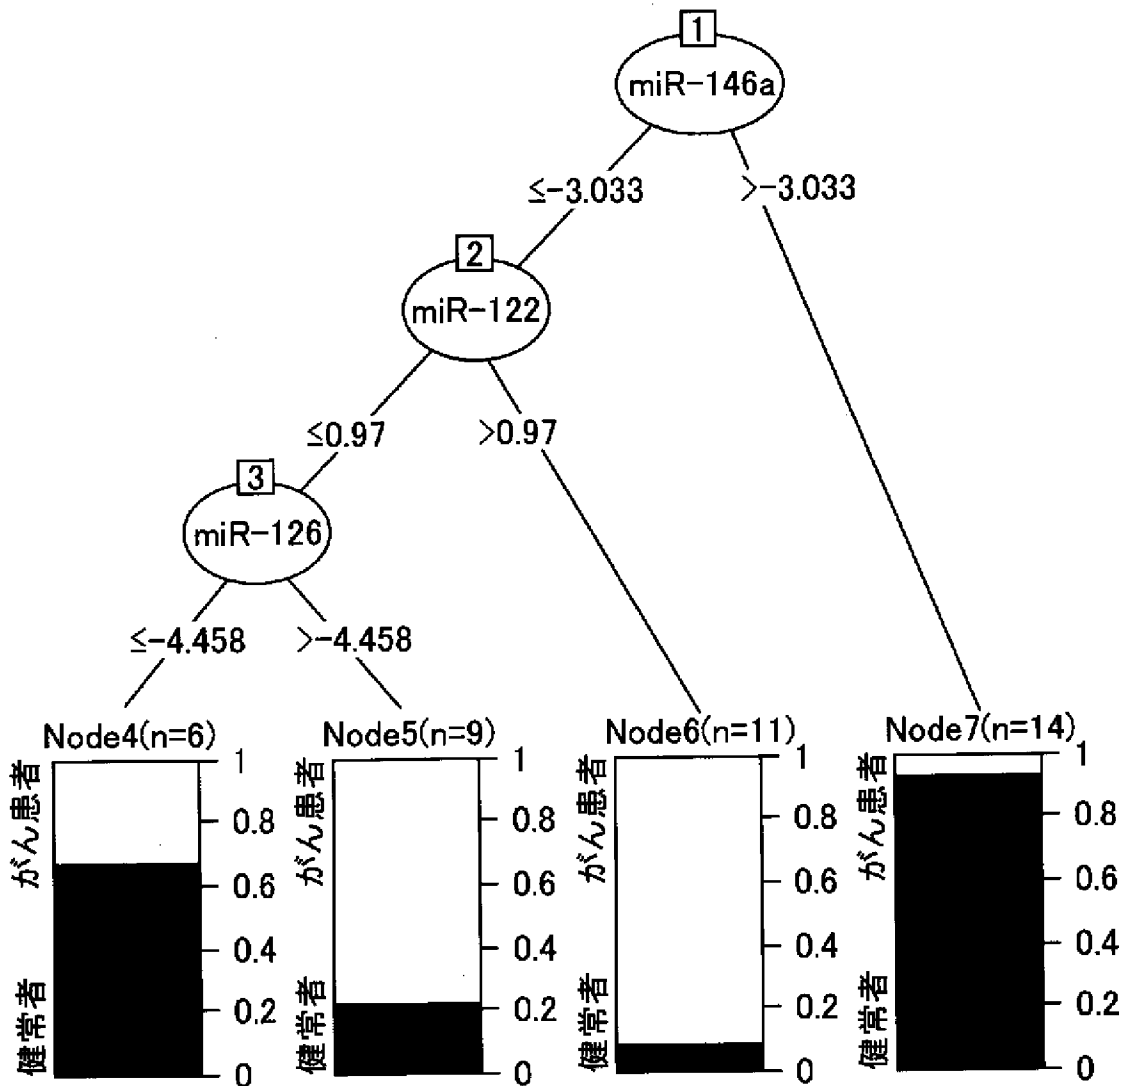 1
miR-146a
≤-3.033
>-3.033
2
miR-122
≤0.97
>0.97
3
miR-126
≤-4.458
>-4.458
Node4(n=6)
がん患者
健常者
1
0.8
0.6
0.4
0.2
0
Node5(n=9)
がん患者
健常者
1
0.8
0.6
0.4
0.2
0
Node6(n=11)
がん患者
健常者
1
0.8
0.6
0.4
0.2
0
Node7(n=14)
がん患者
健常者
1
0.8
0.6
0.4
0.2
0